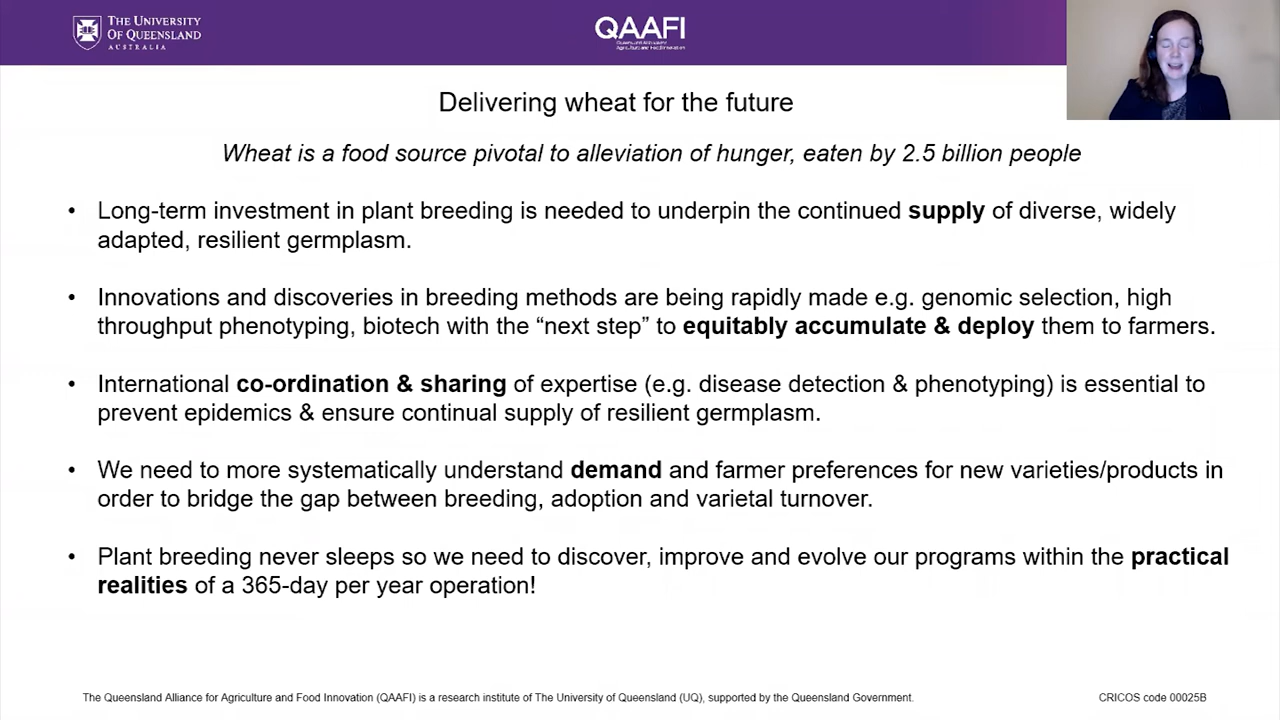 THE UNIVERSITY
OF QUEENSLAND
AUSTRALIA
QAAFI
Delivering wheat for the future
Wheat is a food source pivotal to alleviation of hunger, eaten by 2.5 billion people
• Long-term investment in plant breeding is needed to underpin the continued supply of diverse, widely
adapted, resilient germplasm.
• Innovations and discoveries in breeding methods are being rapidly made e.g. genomic selection, high
throughput phenotyping, biotech with the “next step” to equitably accumulate & deploy them to farmers.
• International co-ordination & sharing of expertise (e.g. disease detection & phenotyping) is essential to
prevent epidemics & ensure continual supply of resilient germplasm.
• We need to more systematically understand demand and farmer preferences for new varieties/products in
order to bridge the gap between breeding, adoption and varietal turnover.
• Plant breeding never sleeps so we need to discover, improve and evolve our programs within the practical
realities of a 365-day per year operation!
The Queensland Alliance for Agriculture and Food Innovation (QAAFI) is a research institute of The University of Queensland (UQ), supported by the Queensland Government.
CRICOS code 00025B